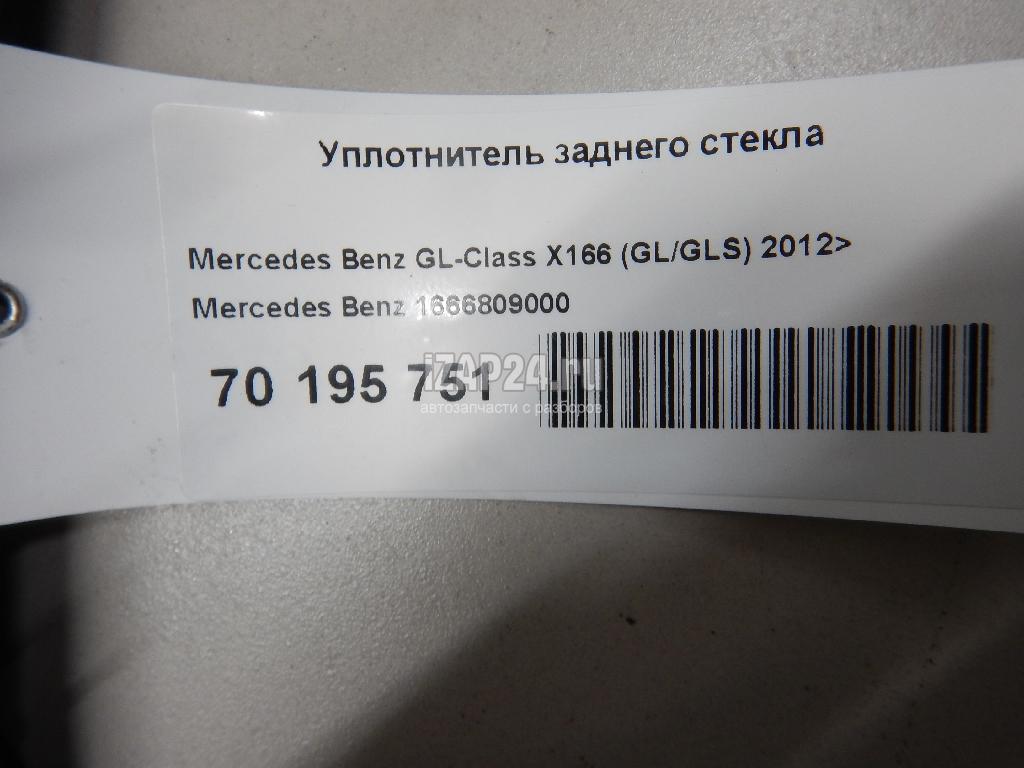 Уплотнитель заднего стекла
Mercedes Benz GL-Class X166 (GL/GLS) 2012>
Mercedes Benz 1666809000
70 195 751
iZAP24.ru
автозапчасти с разборов